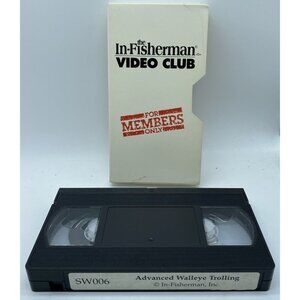 the
In-Fisherman®
VIDEO CLUB
FOR
MEMBERS
ONLY
SW006
Advanced Walleye Trolling
© In-Fisherman, Inc.